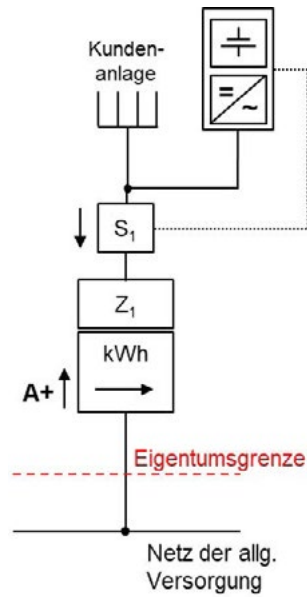 Kunden-
anlage
=
~
S₁
Z₁
kWh
A+
Eigentumsgrenze
Netz der allg.
Versorgung